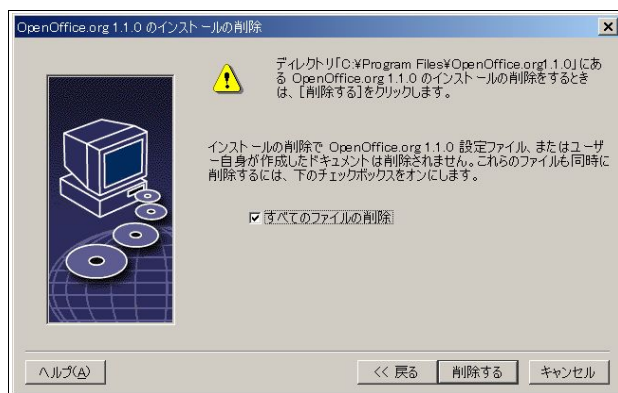 OpenOffice.org 1.1.0 のインストールの削除
ディレクトリ「C:¥Program Files¥OpenOffice.org1.1.0」にあ
る OpenOffice.org 1.1.0 のインストールの削除をするとき
は、[削除する]をクリックします。
インストールの削除で OpenOffice.org 1.1.0 設定ファイル、またはユーザ
ー自身が作成したドキュメントは削除されません。これらのファイルも同時に
削除するには、下のチェックボックスをオンにします。
すべてのファイルの削除
ヘルプ(A) << 戻る 削除する キャンセル